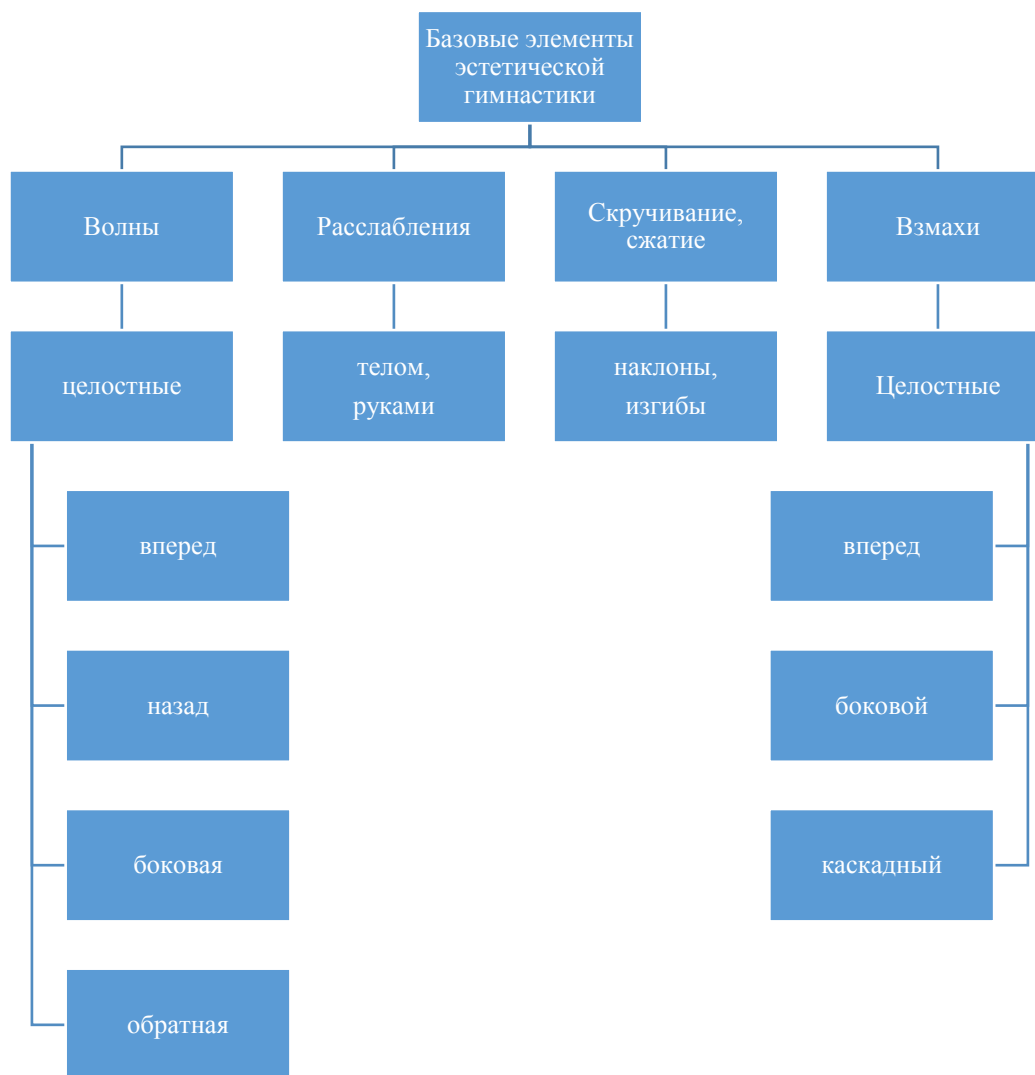 Базовые элементы
эстетической
гимнастики
Волны
Расслабления
Скручивание,
сжатие
Взмахи
целостные
телом,
руками
наклоны,
изгибы
Целостные
вперед
вперед
назад
боковой
боковая
каскадный
обратная